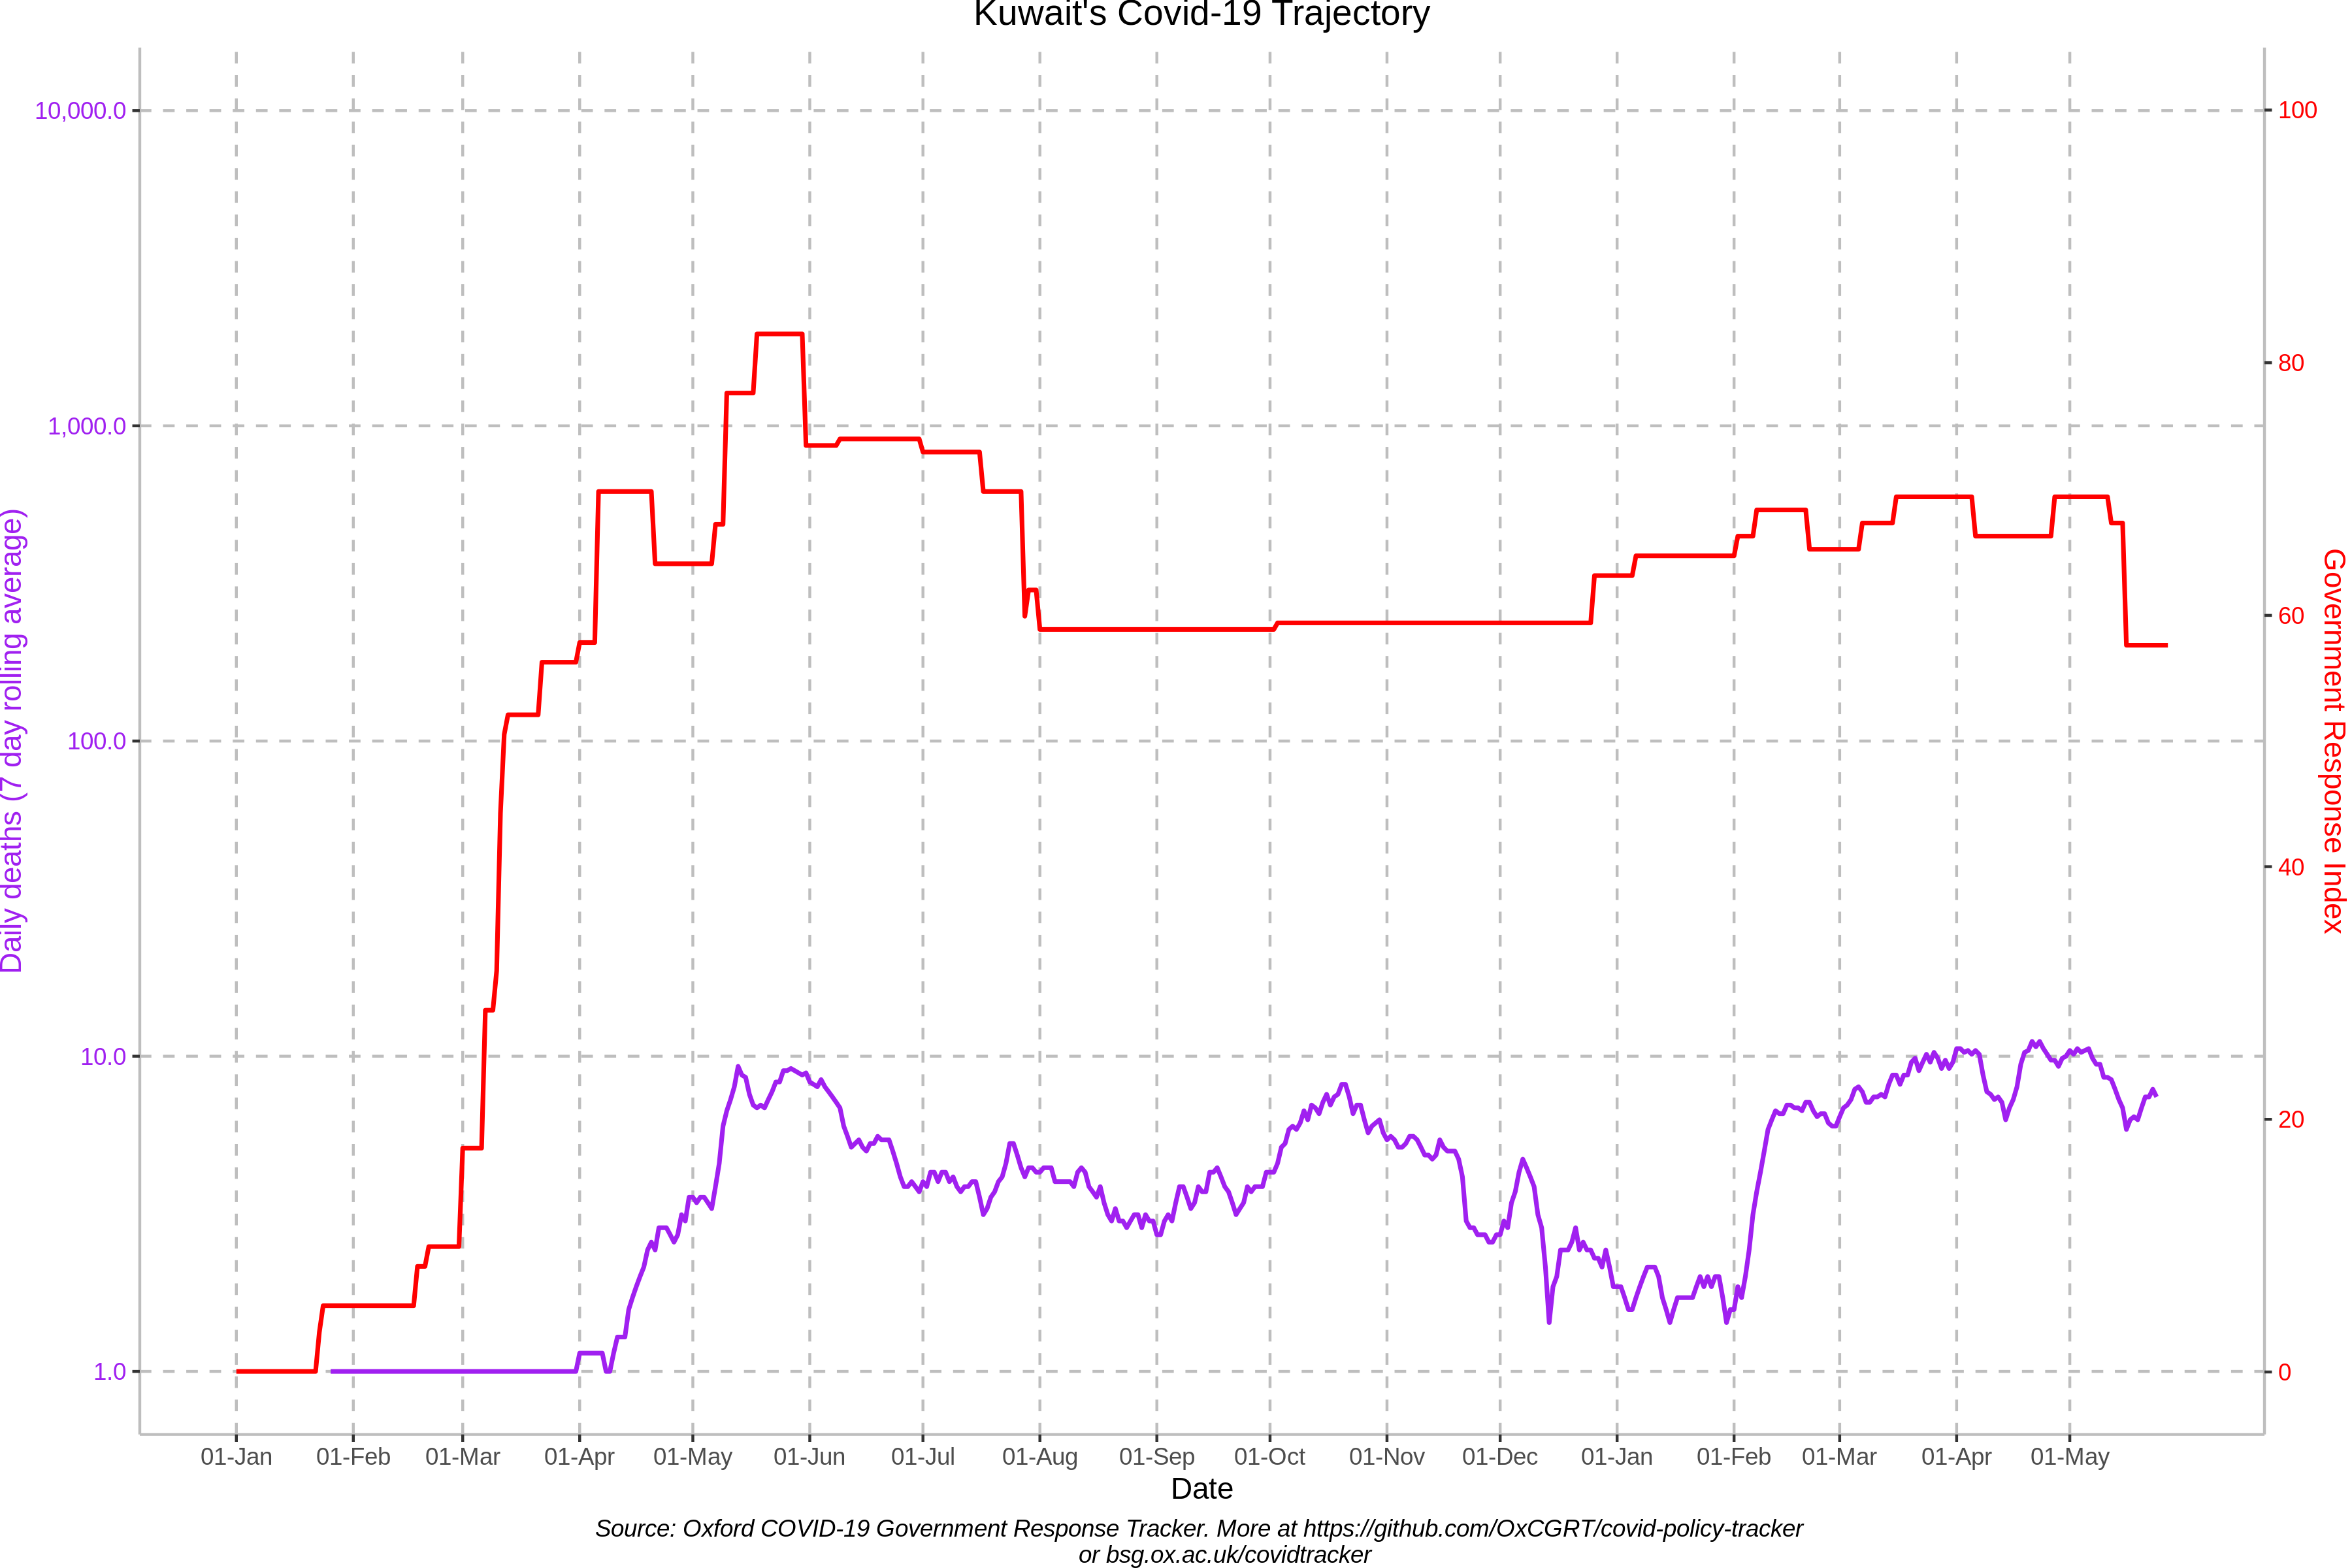 Kuwait's Covid-19 Trajectory
10,000.0
1,000.0
100.0
10.0
1.0
Daily deaths (7 day rolling average)
100
80
60
40
20
0
Government Response Index
01-Jan 01-Feb 01-Mar 01-Apr 01-May 01-Jun 01-Jul 01-Aug 01-Sep 01-Oct 01-Nov 01-Dec 01-Jan 01-Feb 01-Mar 01-Apr 01-May
Date
Source: Oxford COVID-19 Government Response Tracker. More at https://github.com/OxCGRT/covid-policy-tracker
or bsg.ox.ac.uk/covidtracker